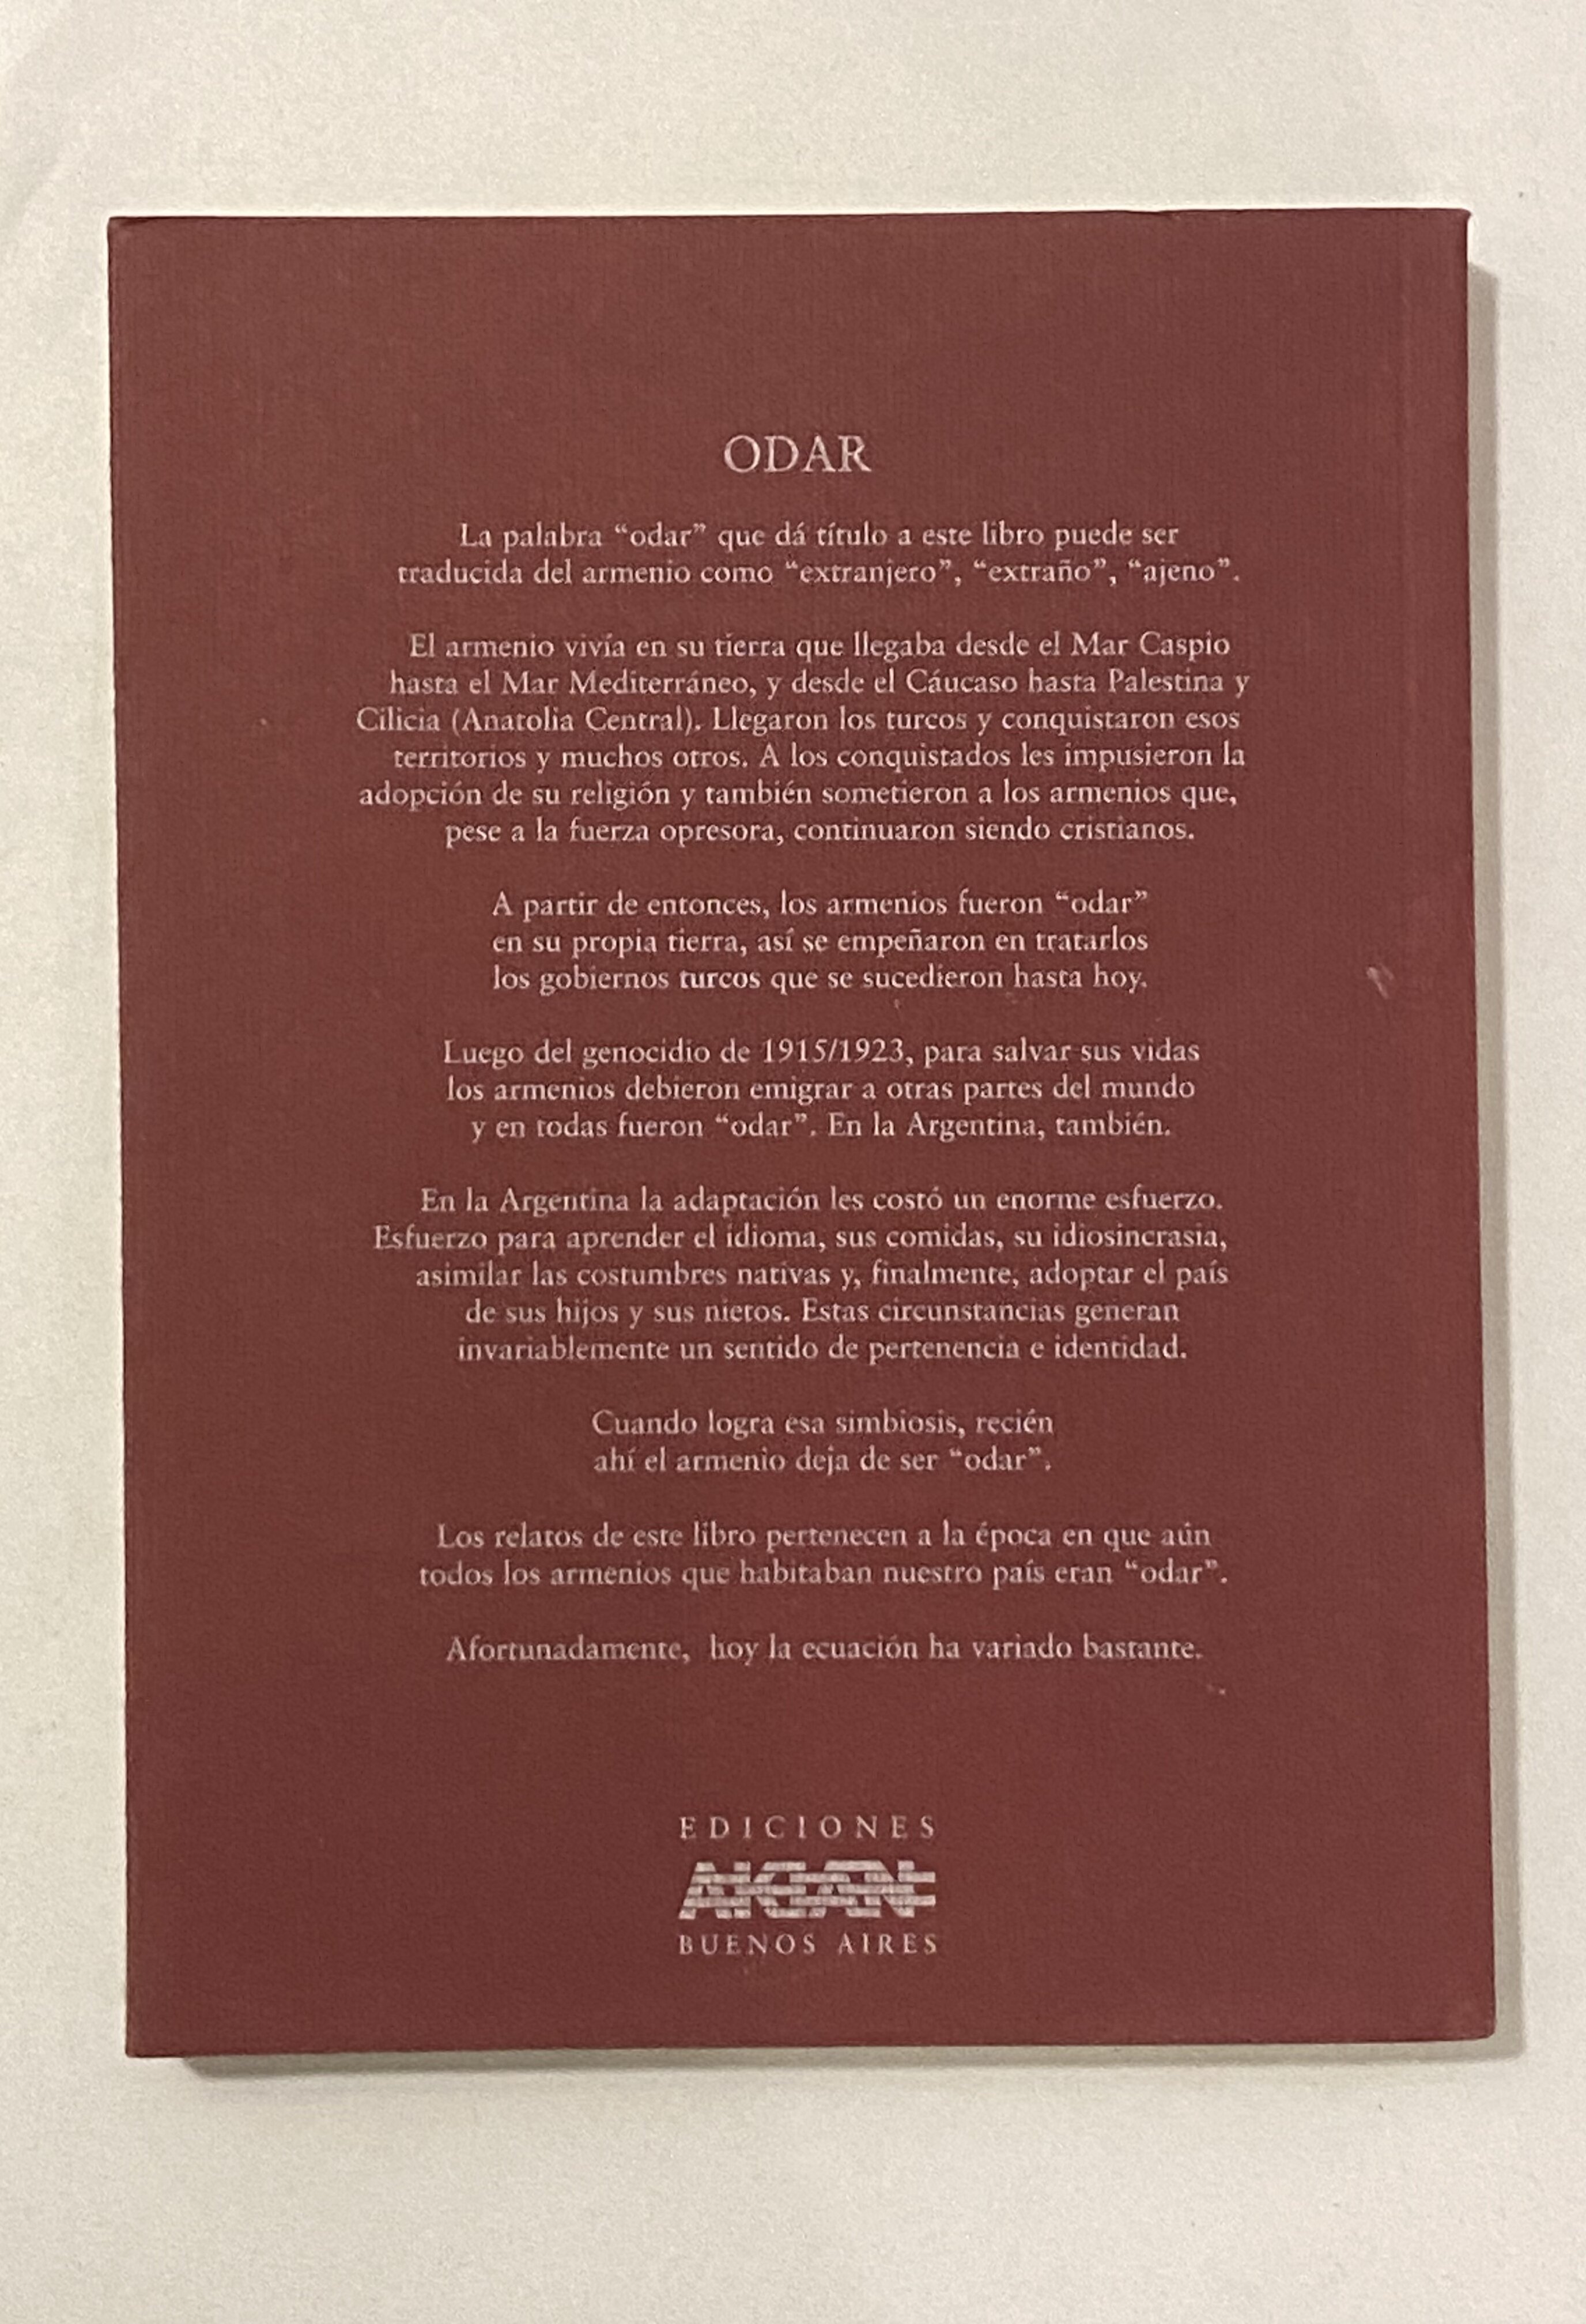 ODAR
La palabra “odar” que dá título a este libro puede ser
traducida del armenio como “extranjero”, “extraño”, “ajeno”.
El armenio vivía en su tierra que llegaba desde el Mar Caspio
hasta el Mar Mediterráneo, y desde el Cáucaso hasta Palestina y
Cilicia (Anatolia Central). Llegaron los turcos y conquistaron esos
territorios y muchos otros. A los conquistados les impusieron la
adopción de su religión y también sometieron a los armenios que,
pese a la fuerza opresora, continuaron siendo cristianos.
A partir de entonces, los armenios fueron “odar”
en su propia tierra, así se empeñaron en tratarlos
los gobiernos turcos que se sucedieron hasta hoy.
Luego del genocidio de 1915/1923, para salvar sus vidas
los armenios debieron emigrar a otras partes del mundo
y en todas fueron “odar”. En la Argentina, también.
En la Argentina la adaptación les costó un enorme esfuerzo.
Esfuerzo para aprender el idioma, sus comidas, su idiosincrasia,
asimilar las costumbres nativas y, finalmente, adoptar el país
de sus hijos y sus nietos. Estas circunstancias generan
invariablemente un sentido de pertenencia e identidad.
Cuando logra esa simbiosis, recién
ahí el armenio deja de ser “odar”.
Los relatos de este libro pertenecen a la época en que aún
todos los armenios que habitaban nuestro país eran “odar”.
Afortunadamente, hoy la ecuación ha variado bastante.
EDICIONES
BUENOS AIRES